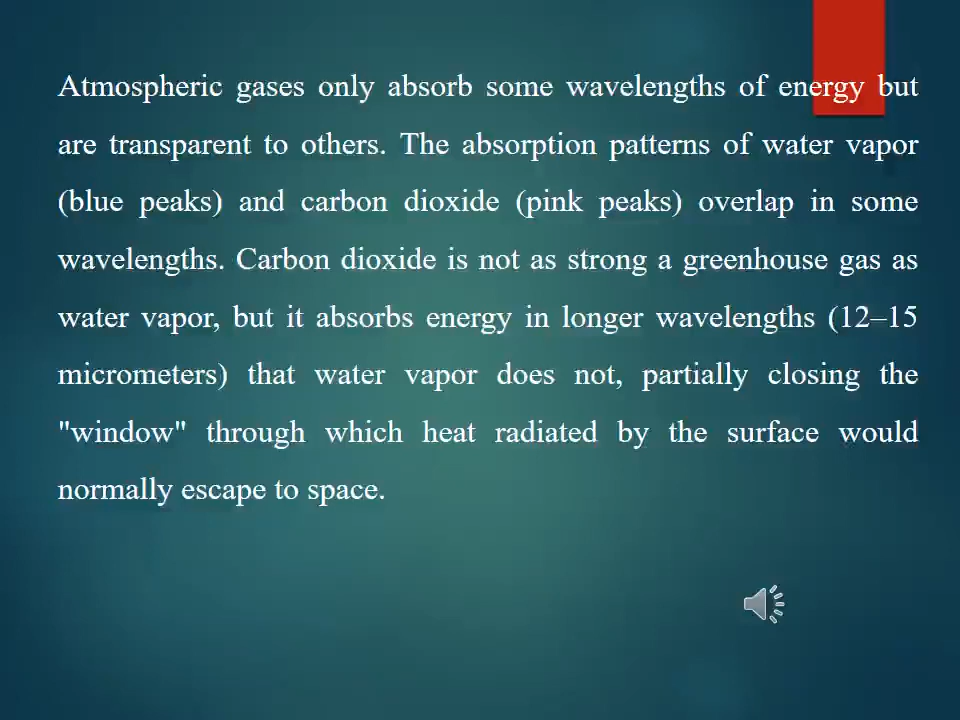 Atmospheric gases only absorb some wavelengths of energy but
are transparent to others. The absorption patterns of water vapor
(blue peaks) and carbon dioxide (pink peaks) overlap in some
wavelengths. Carbon dioxide is not as strong a greenhouse gas as
water vapor, but it absorbs energy in longer wavelengths (12–15
micrometers) that water vapor does not, partially closing the
"window" through which heat radiated by the surface would
normally escape to space.